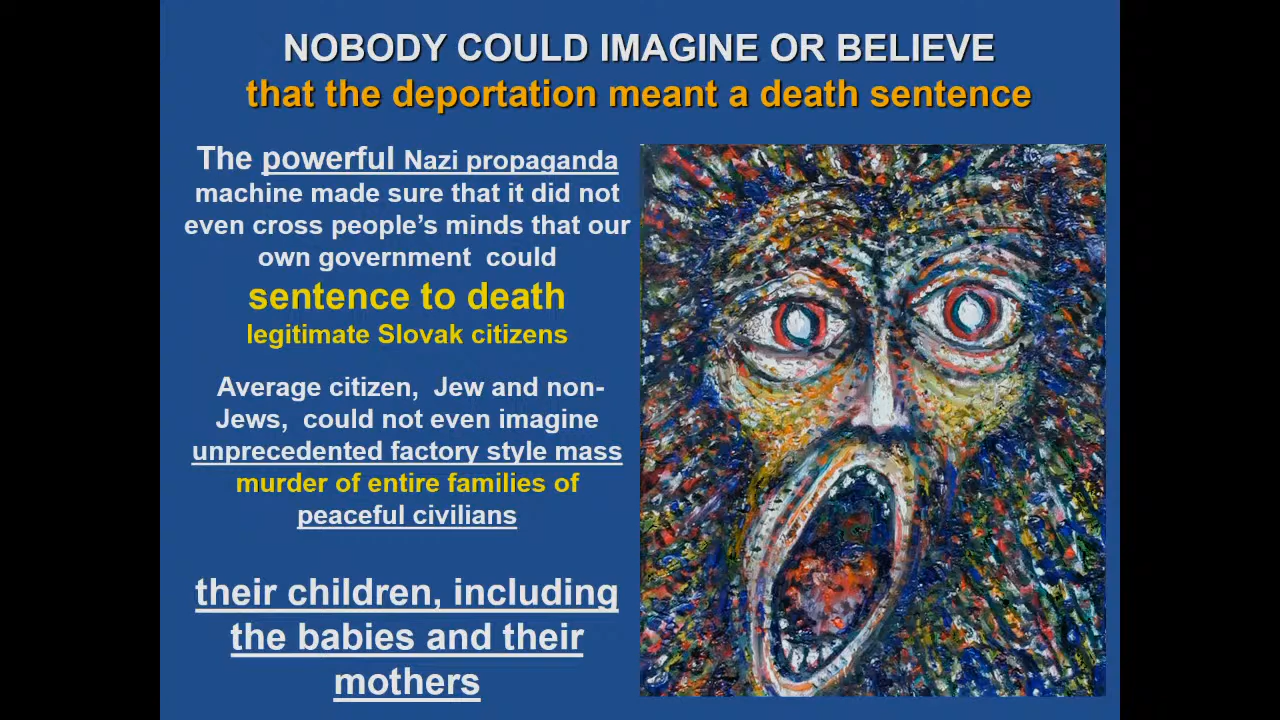 NOBODY COULD IMAGINE OR BELIEVE
that the deportation meant a death sentence
The powerful Nazi propaganda
machine made sure that it did not
even cross people’s minds that our
own government could
sentence to death
legitimate Slovak citizens
Average citizen, Jew and non-
Jews, could not even imagine
unprecedented factory style mass
murder of entire families of
peaceful civilians
their children, including
the babies and their
mothers